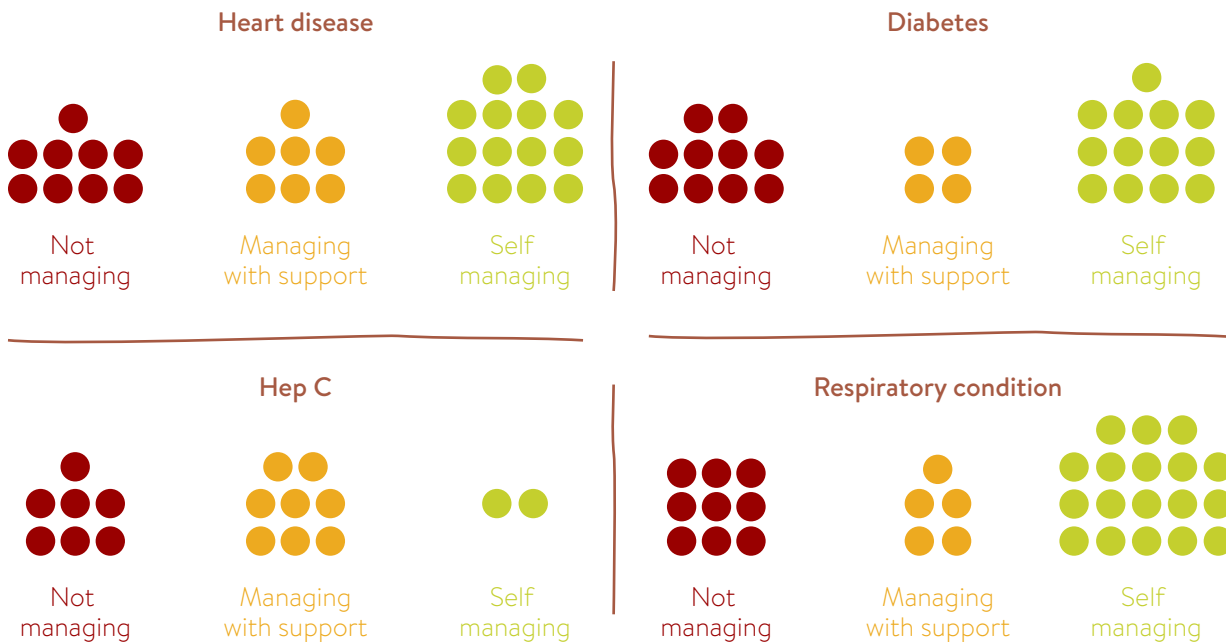 Heart disease
Diabetes
Not
managing
Managing
with support
Self
managing
Not
managing
Managing
with support
Self
managing
Hep C
Respiratory condition
Not
managing
Managing
with support
Self
managing
Not
managing
Managing
with support
Self
managing